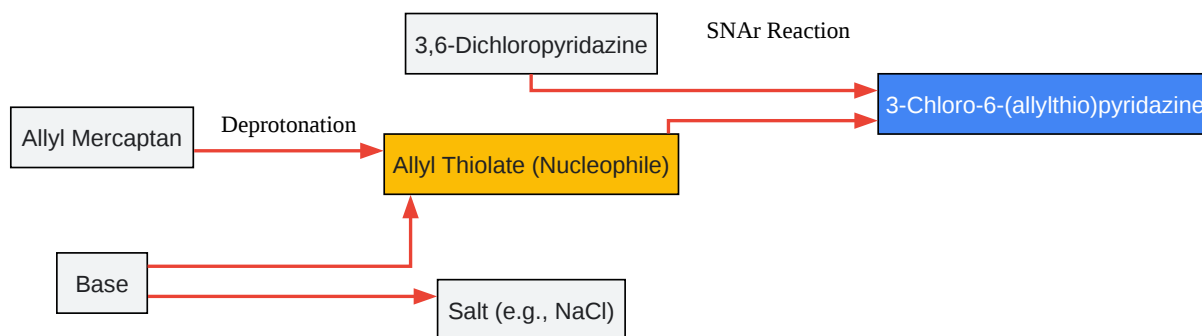 SNAr Reaction
3,6-Dichloropyridazine
3-Chloro-6-(allylthio)pyridazine
Allyl Mercaptan
Deprotonation
Allyl Thiolate (Nucleophile)
Base
Salt (e.g., NaCl)